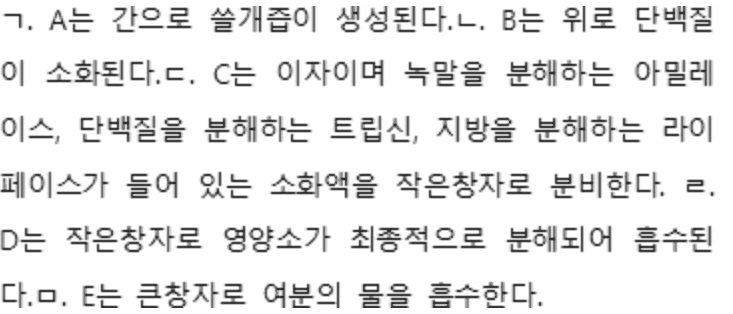 ㄱ. A는 간으로 쓸개즙이 생성된다.ㄴ. B는 위로 단백질
이 소화된다.ㄷ. C는 이자이며 녹말을 분해하는 아밀레
이스, 단백질을 분해하는 트립신, 지방을 분해하는 라이
페이스가 들어 있는 소화액을 작은창자로 분비한다. ㄹ.
D는 작은창자로 영양소가 최종적으로 분해되어 흡수된
다.ㅁ. E는 큰창자로 여분의 물을 흡수한다.